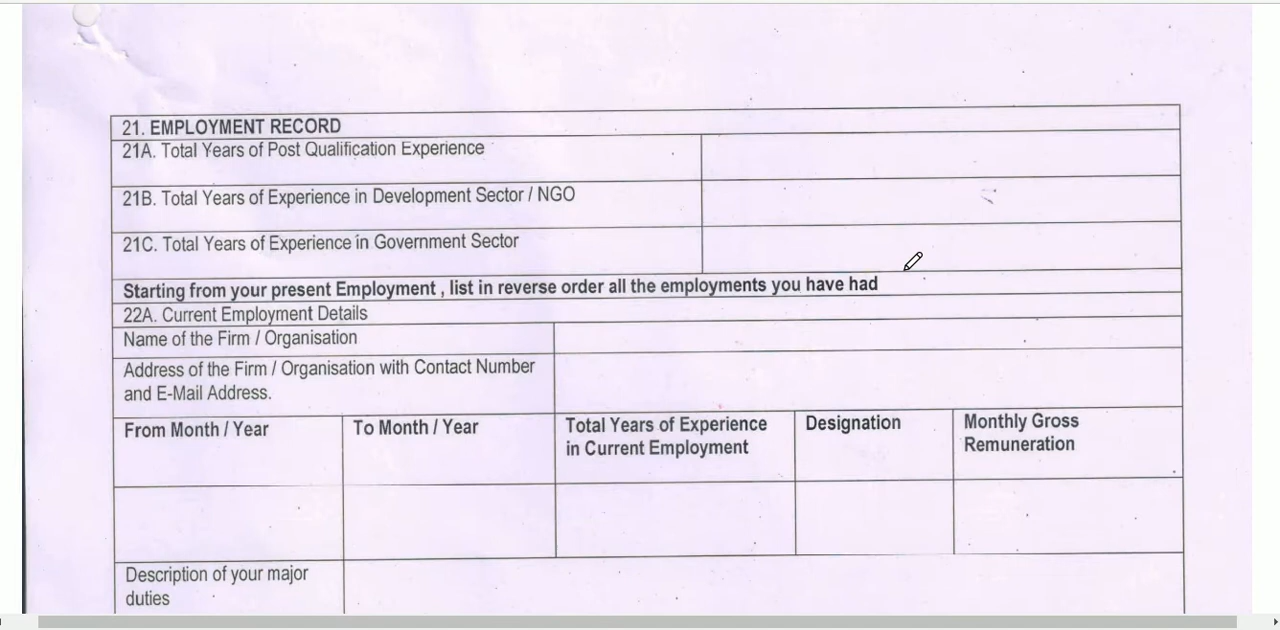 21. EMPLOYMENT RECORD
21A. Total Years of Post Qualification Experience
21B. Total Years of Experience in Development Sector / NGO
21C. Total Years of Experience in Government Sector
Starting from your present Employment , list in reverse order all the employments you have had
22A. Current Employment Details
Name of the Firm / Organisation
Address of the Firm / Organisation with Contact Number
and E-Mail Address.
From Month / Year
To Month / Year
Total Years of Experience
in Current Employment
Designation
Monthly Gross
Remuneration
Description of your major
duties